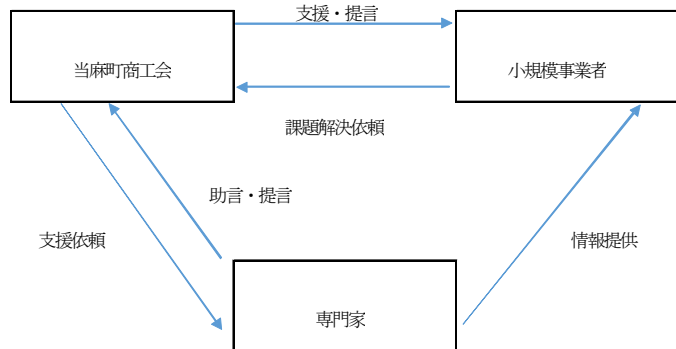 支援・提言
当麻町商工会
小規模事業者
課題解決依頼
助言・提言
支援依頼
情報提供
専門家